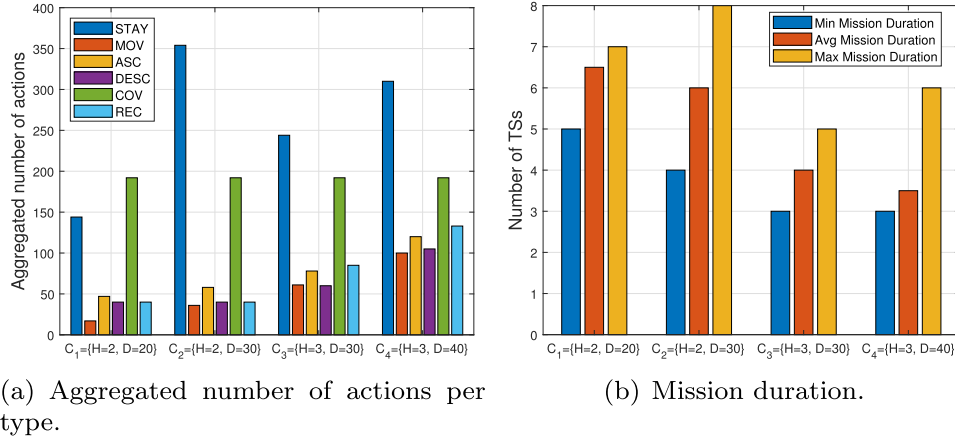 400
350
300
250
200
150
100
50
0
Aggregated number of actions
STAY
MOV
ASC
DESC
COV
REC
C1={H=2, D=20} C2={H=2, D=30} C3={H=3, D=30} C4={H=3, D=40}
(a) Aggregated number of actions per
type.
8
7
6
5
4
3
2
1
0
Number of TSs
Min Mission Duration
Avg Mission Duration
Max Mission Duration
C1={H=2, D=20} C2={H=2, D=30} C3={H=3, D=30} C4={H=3, D=40}
(b) Mission duration.